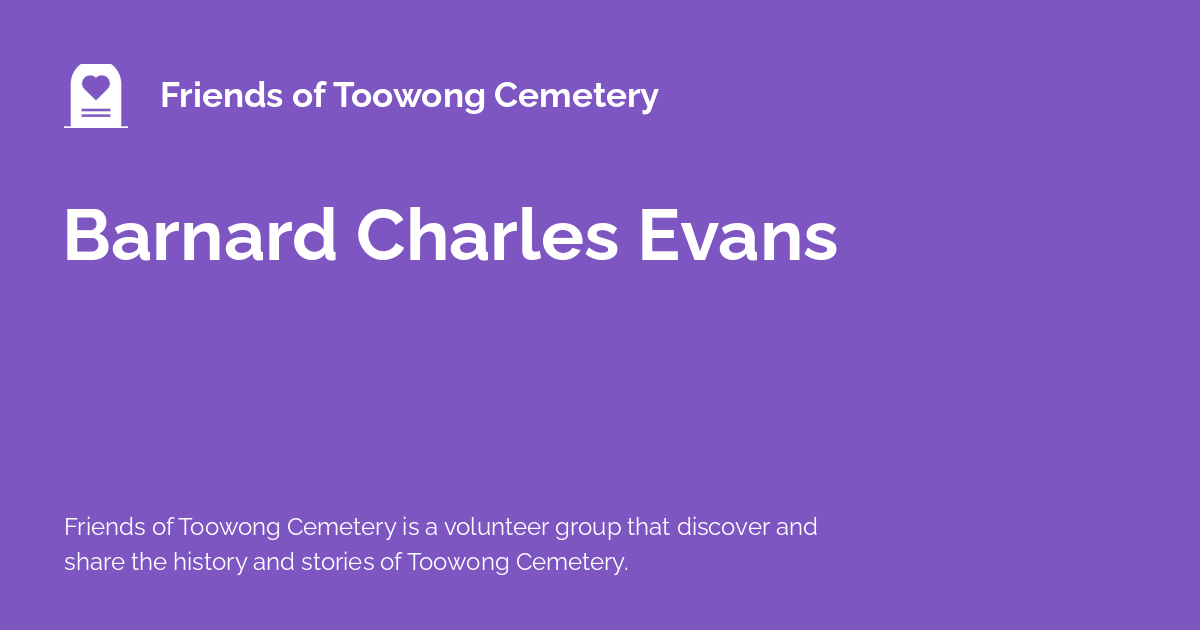 Friends of Toowong Cemetery
Barnard Charles Evans
Friends of Toowong Cemetery is a volunteer group that discover and
share the history and stories of Toowong Cemetery.